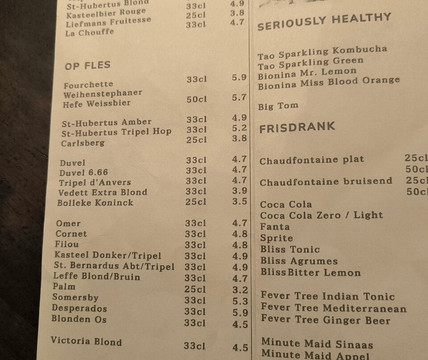 St-Hubertus Blond 33cl 4.9
Kasteelbier Rouge 25cl 3.8
Liefmans Fruitesse 33cl 4.7
La Chouffe
OP FLES
Fourchette 33cl 5.9
Weihenstephaner
Hefe Weissbier 50cl 5.7
St-Hubertus Amber 33cl 4.9
St-Hubertus Tripel Hop 33cl 5.2
Carlsberg 25cl 3.8
Duvel 33cl 4.7
Duvel 6.66 33cl 4.7
Tripel d'Anvers 33cl 4.7
Vedett Extra Blond 33cl 3.9
Bolleke Koninck 25cl 3.5
Omer 33cl 4.7
Cornet 33cl 4.8
Filou 33cl 4.8
Kasteel Donker/Tripel 33cl 4.9
St. Bernardus Abt/Tripel 33cl 4.9
Leffe Blond/Bruin 33cl 4.7
Palm 25cl 3.2
Somersby 33cl 5.3
Desperados 33cl 5.9
Blonden Os 33cl 4.5
Victoria Blond 33cl 4.5
SERIOUSLY HEALTHY
Tao Sparkling Kombucha
Tao Sparkling Green
Bionina Mr. Lemon
Bionina Miss Blood Orange
Big Tom
FRISDRANK
Chaudfontaine plat 25cl
50cl
Chaudfontaine bruisend 25cl
50cl
Coca Cola
Coca Cola Zero / Light
Fanta
Sprite
Bliss Tonic
Bliss Agrumes
Bliss Bitter Lemon
Fever Tree Indian Tonic
Fever Tree Mediterranean
Fever Tree Ginger Beer
Minute Maid Sinaas
Minute Maid Appel